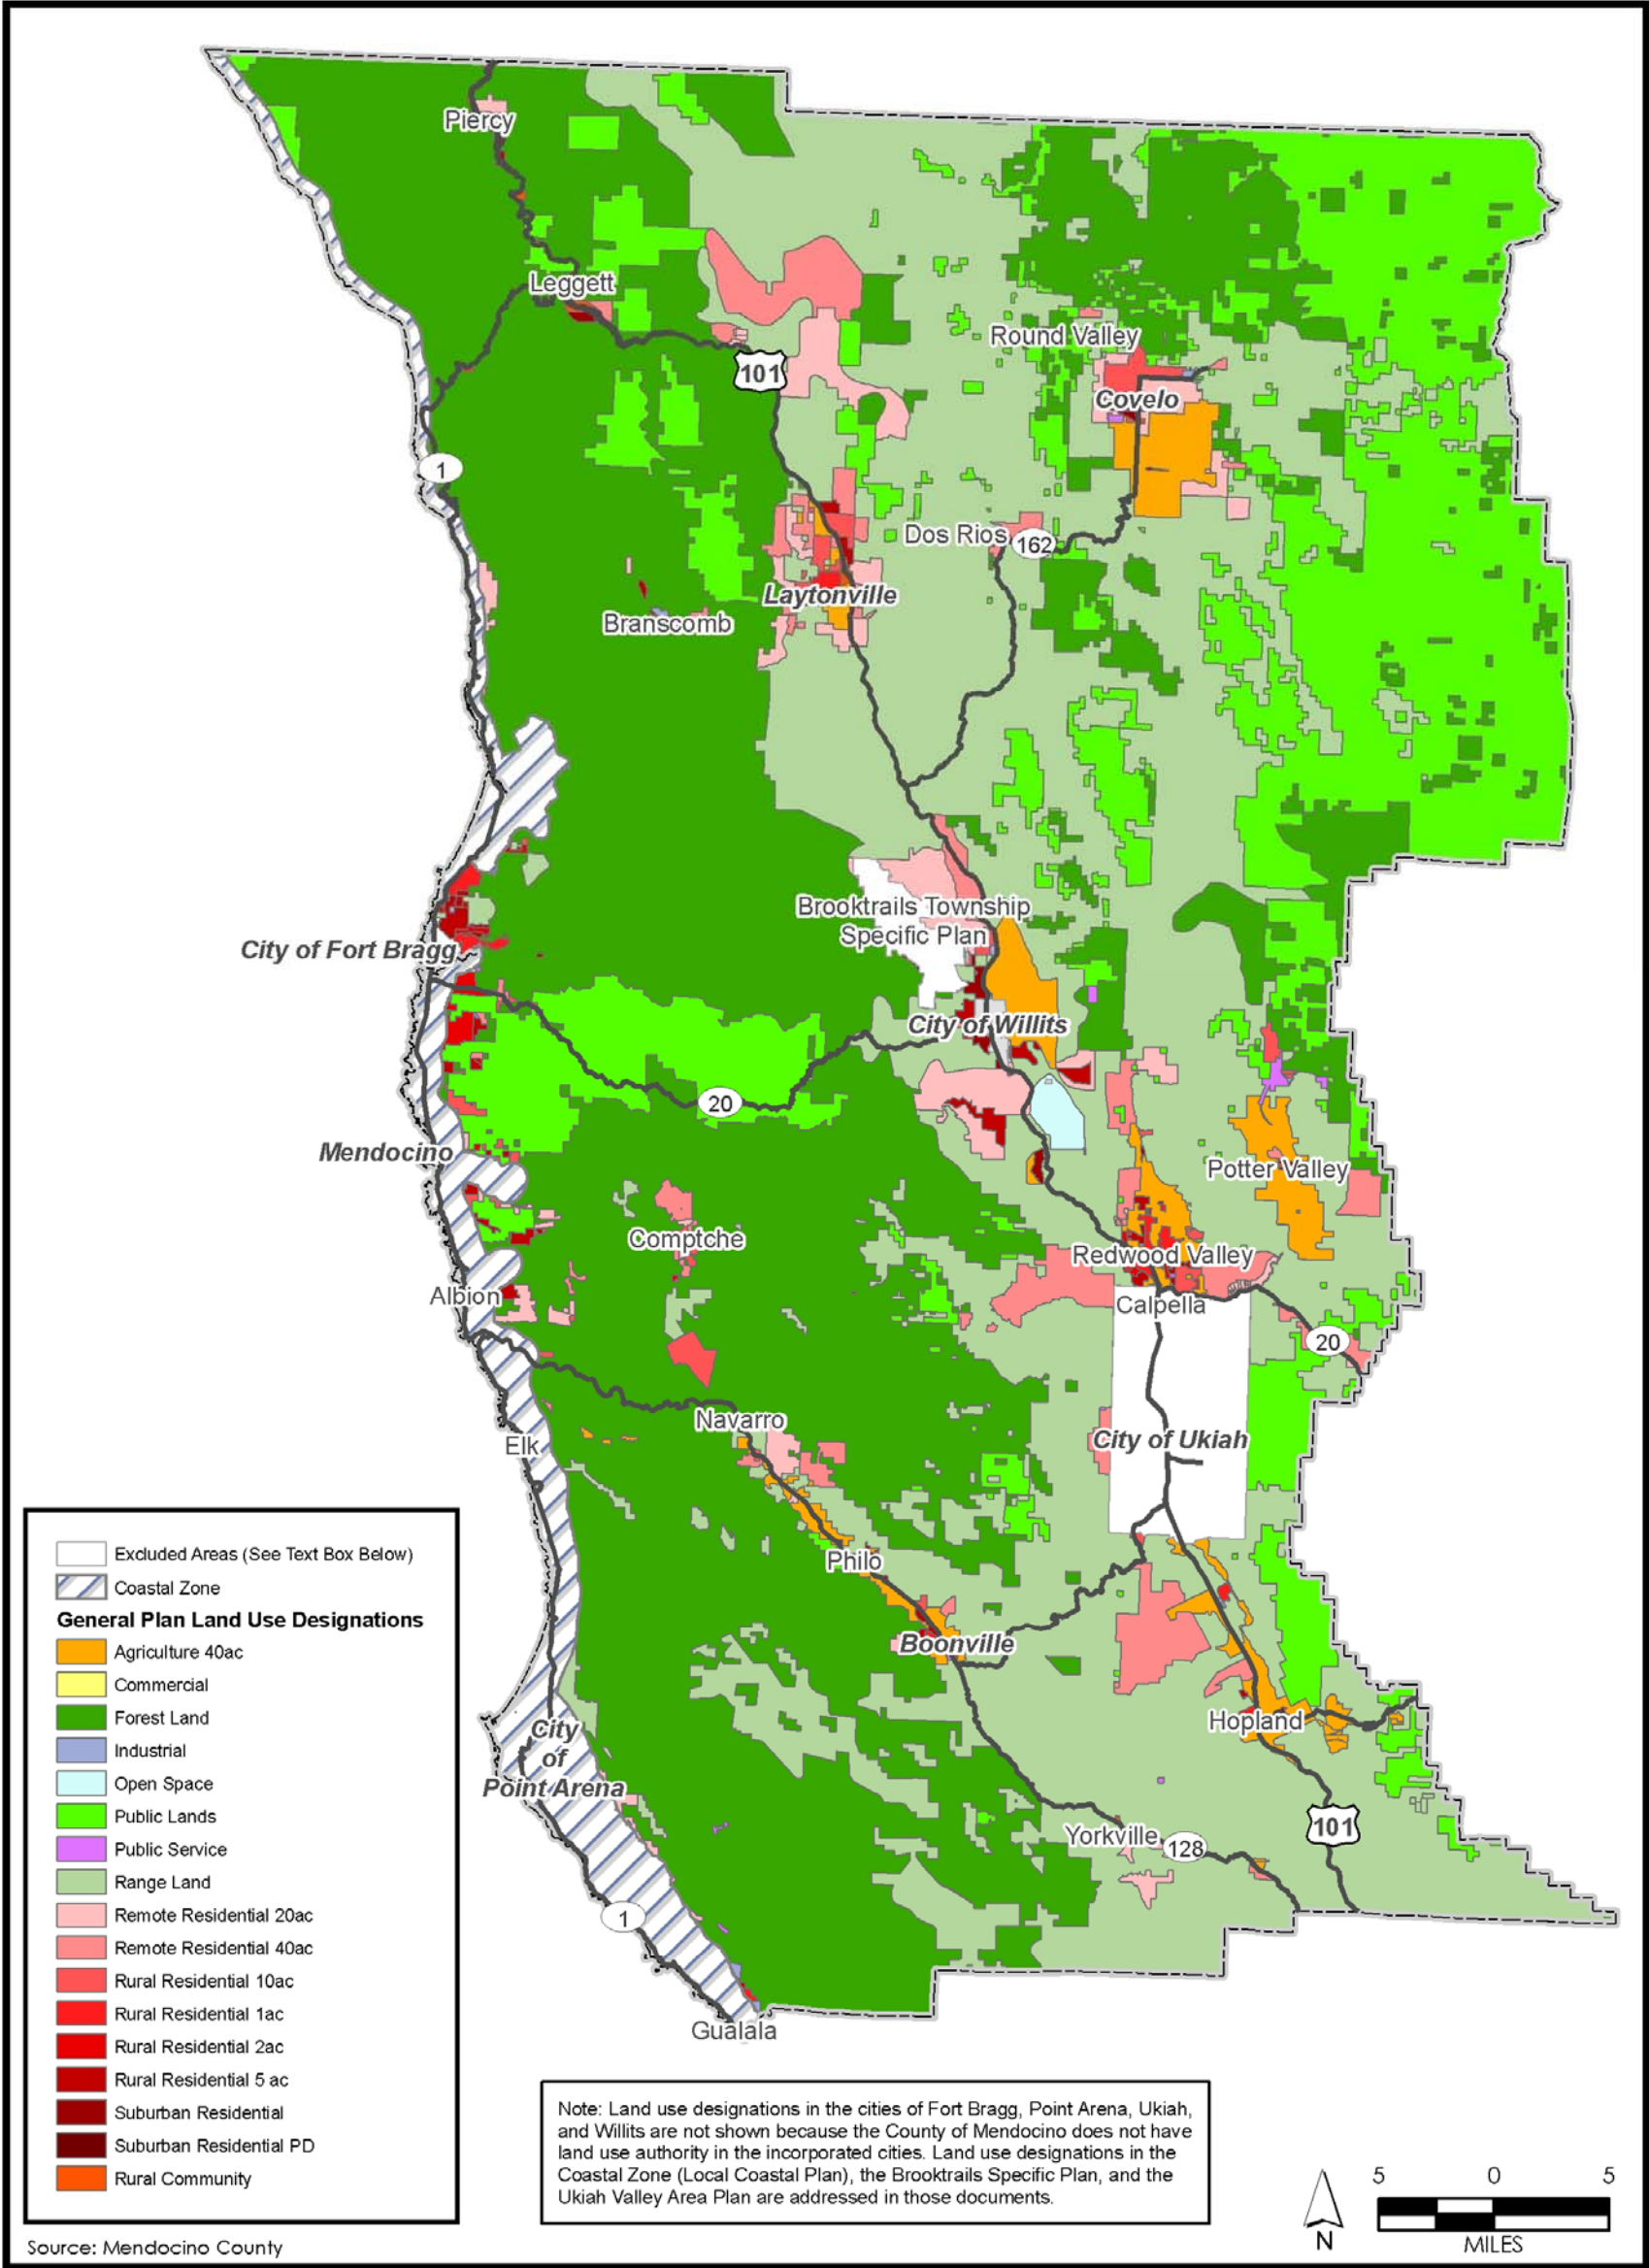 Piercy
Leggett
Round Valley
101
Covelo
1
Dos Rios
162
Laytonville
Branscomb
Brooktrails Township
Specific Plan
City of Fort Bragg
City of Willits
20
Mendocino
Potter Valley
Comptche
Redwood Valley
Albion
Calpella
20
Navarro
City of Ukiah
Elk
Philo
Boonville
Hopland
City
of
Point Arena
101
Yorkville
128
1
Gualala
Excluded Areas (See Text Box Below)
Coastal Zone
General Plan Land Use Designations
Agriculture 40ac
Commercial
Forest Land
Industrial
Open Space
Public Lands
Public Service
Range Land
Remote Residential 20ac
Remote Residential 40ac
Rural Residential 10ac
Rural Residential 1ac
Rural Residential 2ac
Rural Residential 5 ac
Suburban Residential
Suburban Residential PD
Rural Community
Note: Land use designations in the cities of Fort Bragg, Point Arena, Ukiah,
and Willits are not shown because the County of Mendocino does not have
land use authority in the incorporated cities. Land use designations in the
Coastal Zone (Local Coastal Plan), the Brooktrails Specific Plan, and the
Ukiah Valley Area Plan are addressed in those documents.
5 0 5
N
MILES
Source: Mendocino County